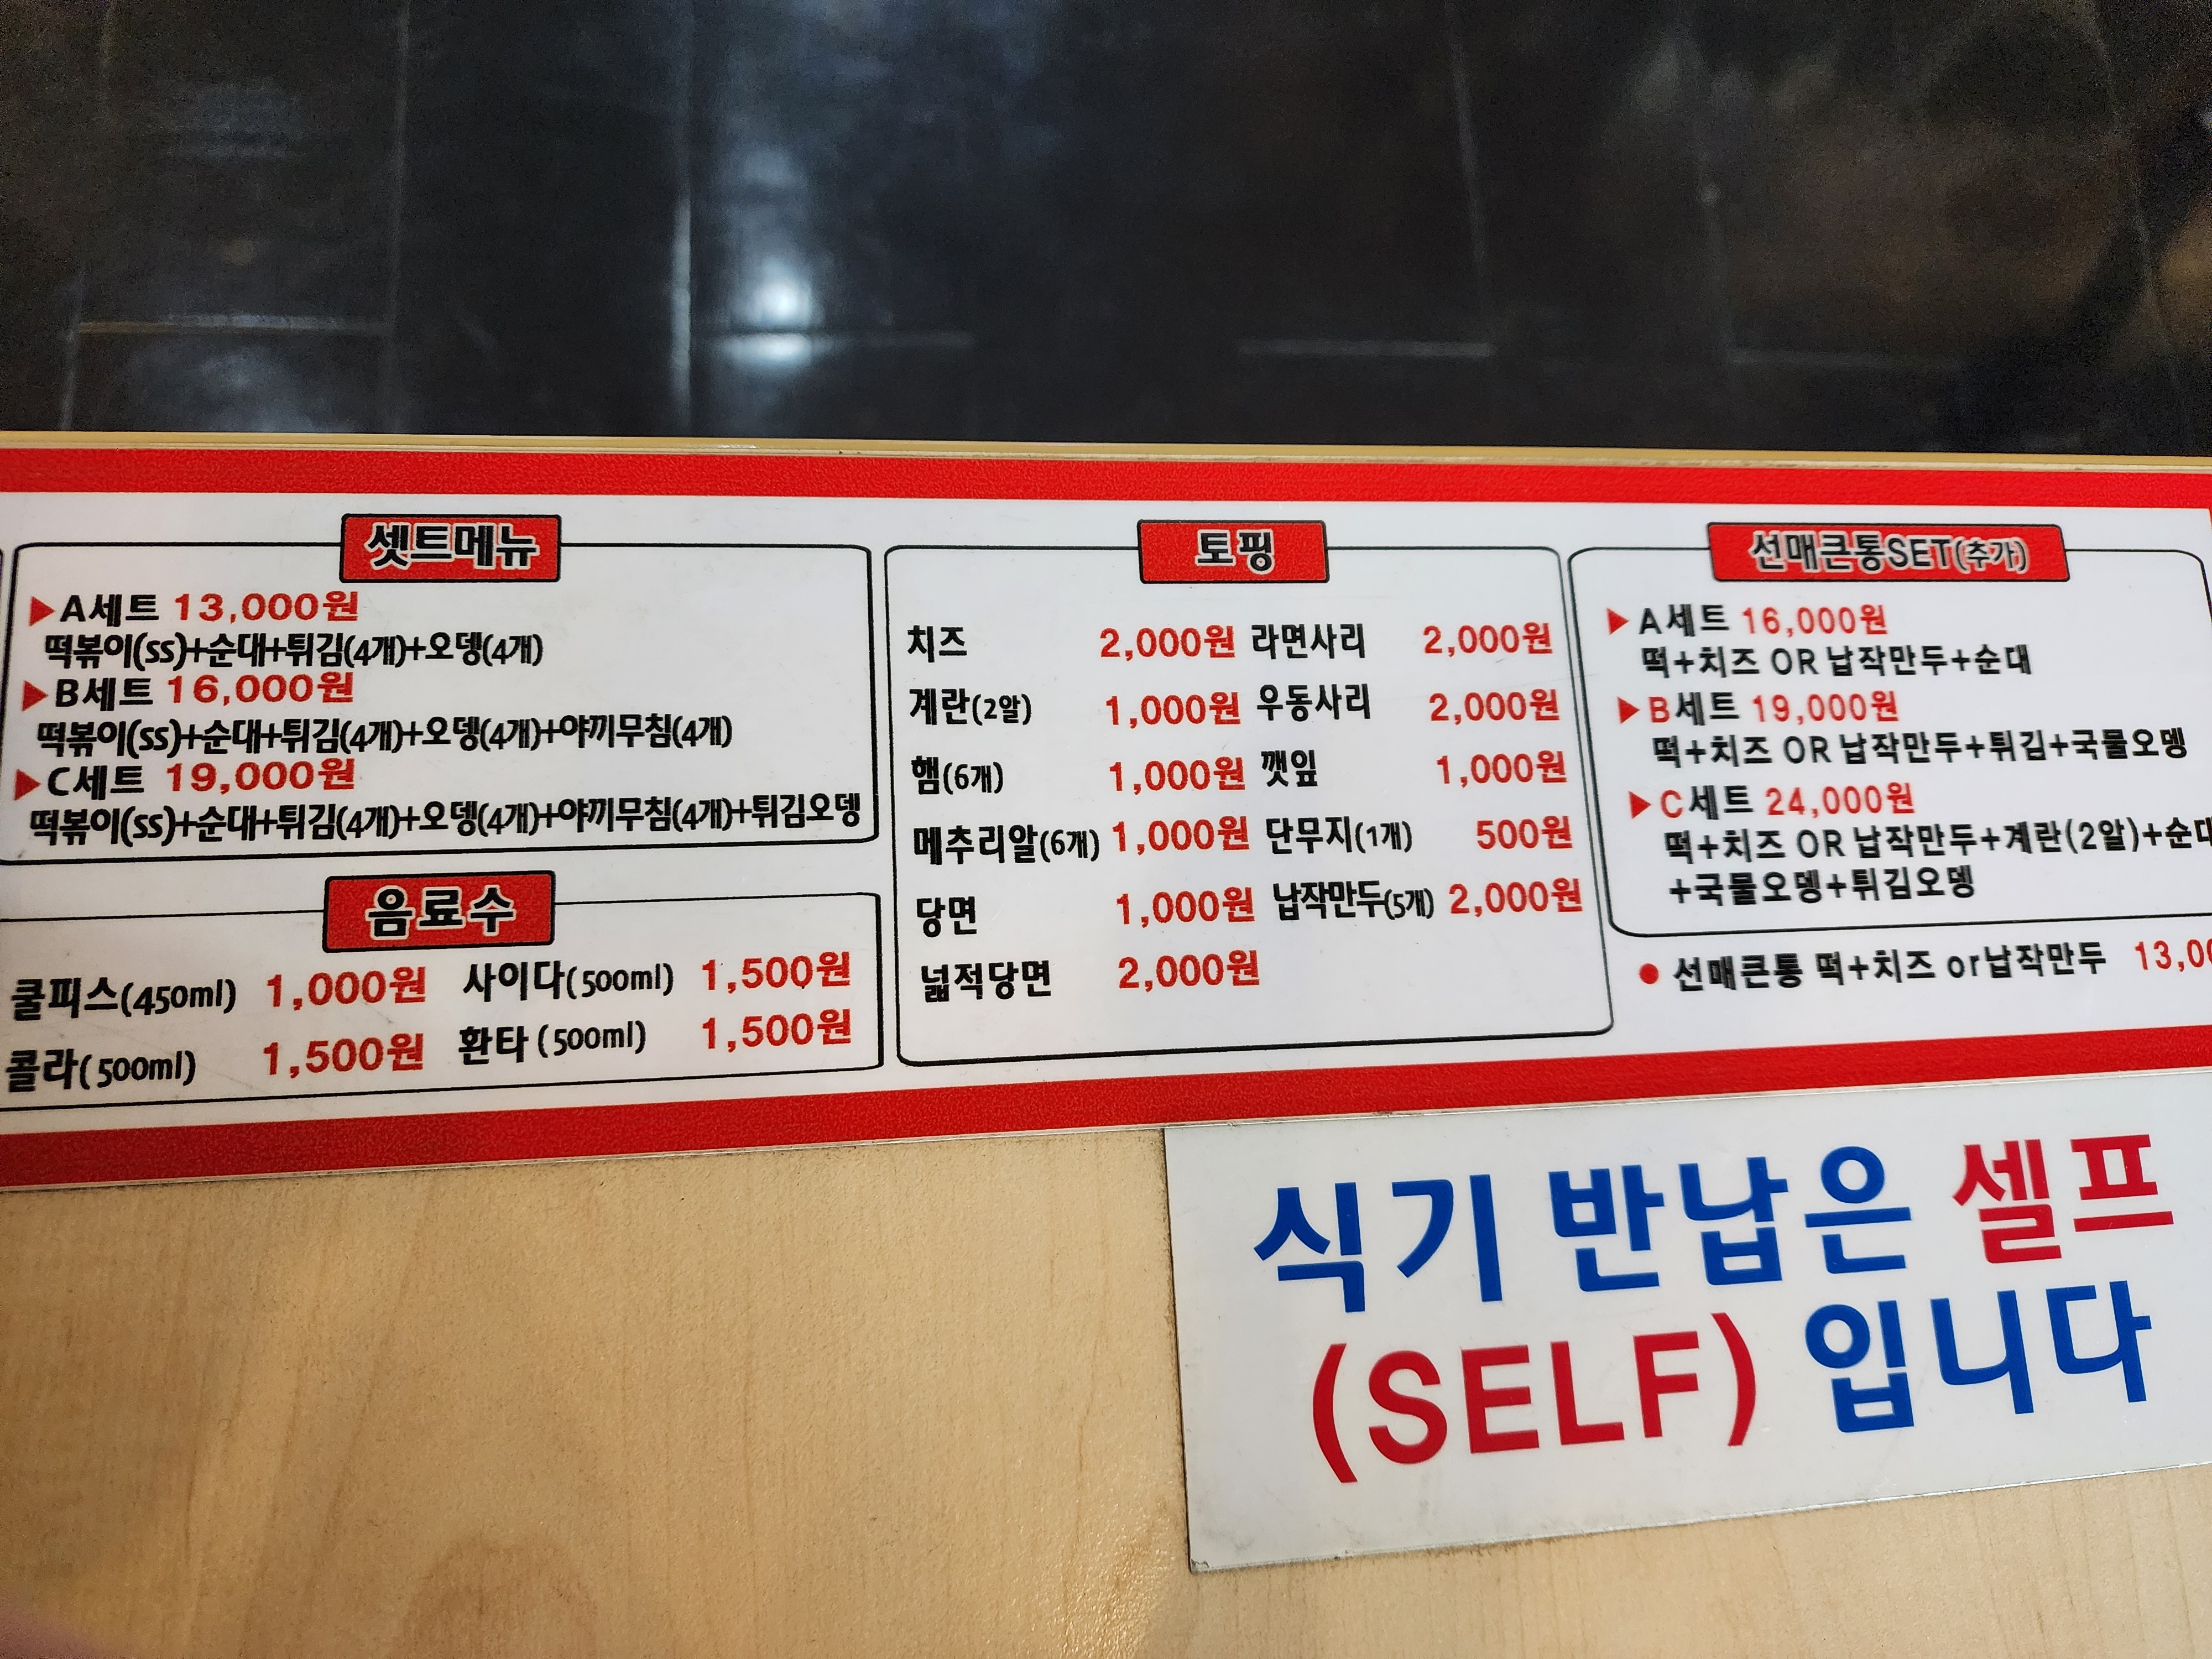 셋트메뉴
▶A세트 13,000원
떡볶이(ss)+순대+튀김(4개)+오뎅(4개)
▶B세트 16,000원
떡볶이(ss)+순대+튀김(4개)+오뎅(4개)+야끼무침(4개)
▶C세트 19,000원
떡볶이(ss)+순대+튀김(4개)+오뎅(4개)+야끼무침(4개)+튀김오뎅
음료수
쿨피스(450ml) 1,000원 사이다(500ml) 1,500원
콜라(500ml) 1,500원 환타(500ml) 1,500원
토핑
치즈 2,000원 라면사리 2,000원
계란(2알) 1,000원 우동사리 2,000원
햄(6개) 1,000원 깻잎 1,000원
메추리알(6개) 1,000원 단무지(1개) 500원
당면 1,000원 납작만두(5개) 2,000원
넓적당면 2,000원
선매큰통SET(추가)
▶A세트 16,000원
떡+치즈 OR 납작만두+순대
▶B세트 19,000원
떡+치즈 OR 납작만두+튀김+국물오뎅
▶C세트 24,000원
떡+치즈 OR 납작만두+계란(2알)+순대
+국물오뎅+튀김오뎅
● 선매큰통 떡+치즈 or납작만두
식기 반납은 셀프
(SELF) 입니다